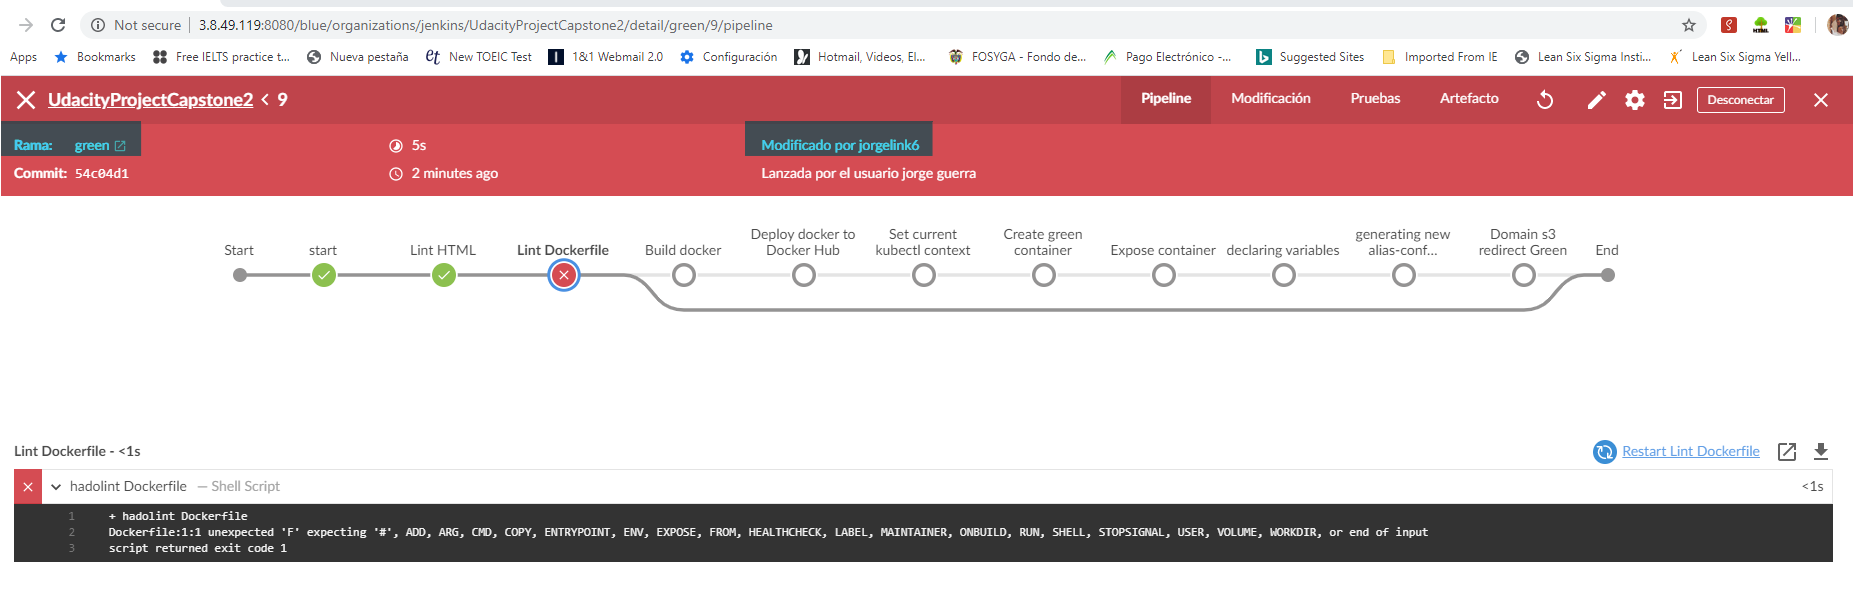 Not secure 3.8.49.119:8080/blue/organizations/jenkins/UdacityProjectCapstone2/detail/green/9/pipeline
Apps Bookmarks Free IELTS practice t... Nueva pestaña et New TOEIC Test 1&1 Webmail 2.0 Configuración Hotmail, Videos, El... FOSYGA - Fondo de... Pago Electrónico -... Suggested Sites Imported From IE Lean Six Sigma Insti... Lean Six Sigma Yell...
UdacityProjectCapstone2 < 9 Pipeline Modificación Pruebas Artefacto Desconectar
Rama: green 5s Modificado por jorgelink6
Commit: 54c04d1 2 minutes ago Lanzada por el usuario jorge guerra
Start
start
Lint HTML
Lint Dockerfile
Build docker
Deploy docker to
Docker Hub
Set current
kubectl context
Create green
container
Expose container
declaring variables
generating new
alias-conf...
Domain s3
redirect Green
End
Lint Dockerfile - <1s Restart Lint Dockerfile
hadolint Dockerfile — Shell Script <1s
1 + hadolint Dockerfile
2 Dockerfile:1:1 unexpected 'F' expecting '#', ADD, ARG, CMD, COPY, ENTRYPOINT, ENV, EXPOSE, FROM, HEALTHCHECK, LABEL, MAINTAINER, ONBUILD, RUN, SHELL, STOPSIGNAL, USER, VOLUME, WORKDIR, or end of input
3 script returned exit code 1